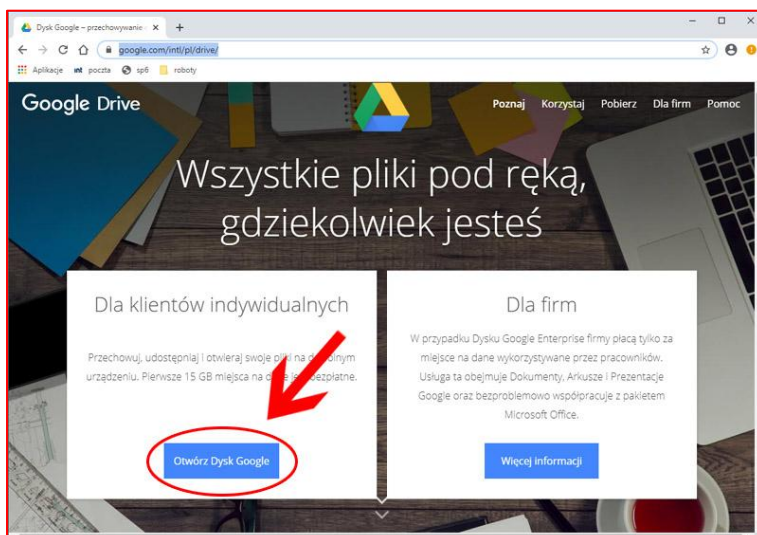 Dysk Google – przechowywanie
google.com/intl/pl/drive/
Aplikacje int poczta sp6 roboty
Google Drive
Poznaj Korzystaj Pobierz Dla firm Pomoc
Wszystkie pliki pod ręką,
gdziekolwiek jesteś
Dla klientów indywidualnych
Przechowuj, udostępniaj i otwieraj swoje pliki na
urządzeniu. Pierwsze 15 GB miejsca na bezpłatne.
Otwórz Dysk Google
Dla firm
W przypadku Dysku Google Enterprise firmy płacą tylko za
miejsce na dane wykorzystywane przez pracowników.
Usługa ta obejmuje Dokumenty, Arkusze i Prezentacje
Google oraz bezproblemowo współpracuje z pakietem
Microsoft Office.
Więcej informacji